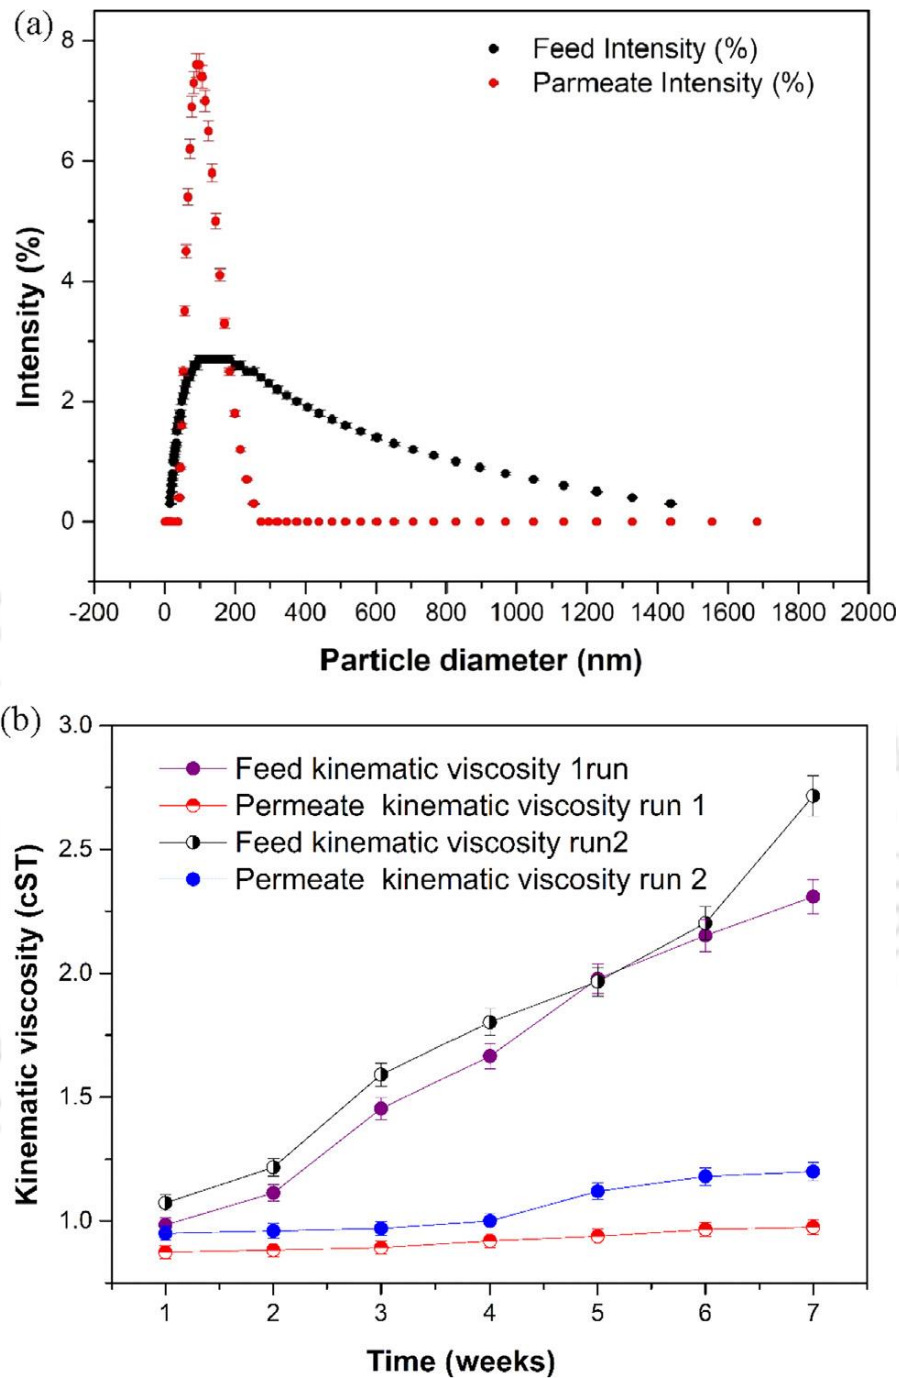 (a)
8
6
4
2
0
Feed Intensity (%)
Parmeate Intensity (%)
Intensity (%)
-200 0 200 400 600 800 1000 1200 1400 1600 1800 2000
Particle diameter (nm)
(b)
3.0
2.5
2.0
1.5
1.0
Feed kinematic viscosity 1run
Permeate kinematic viscosity run 1
Feed kinematic viscosity run2
Permeate kinematic viscosity run 2
Kinematic viscosity (cST)
1 2 3 4 5 6 7
Time (weeks)